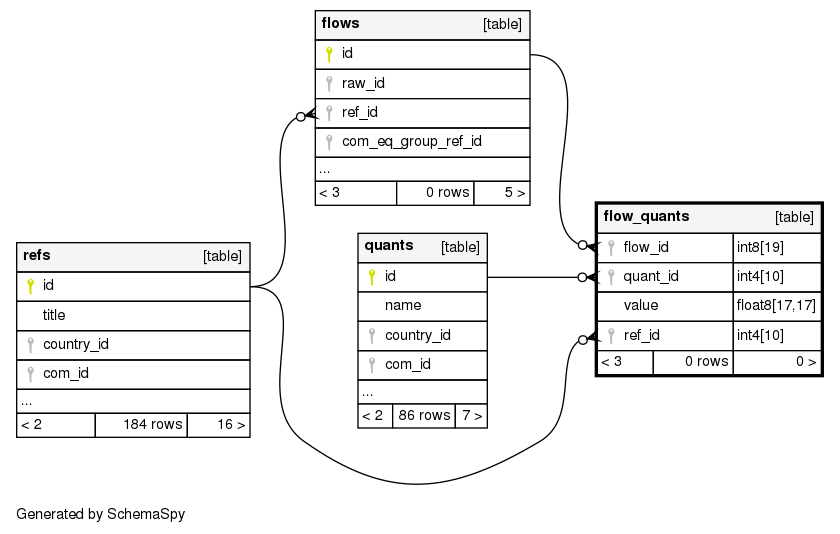 flows [table]
id
raw_id
ref_id
com_eq_group_ref_id
...
< 3 0 rows 5 >
refs [table]
id
title
country_id
com_id
...
< 2 184 rows 16 >
quants [table]
id
name
country_id
com_id
...
< 2 86 rows 7 >
flow_quants [table]
flow_id int8[19]
quant_id int4[10]
value float8[17,17]
ref_id int4[10]
< 3 0 rows 0 >
Generated by SchemaSpy